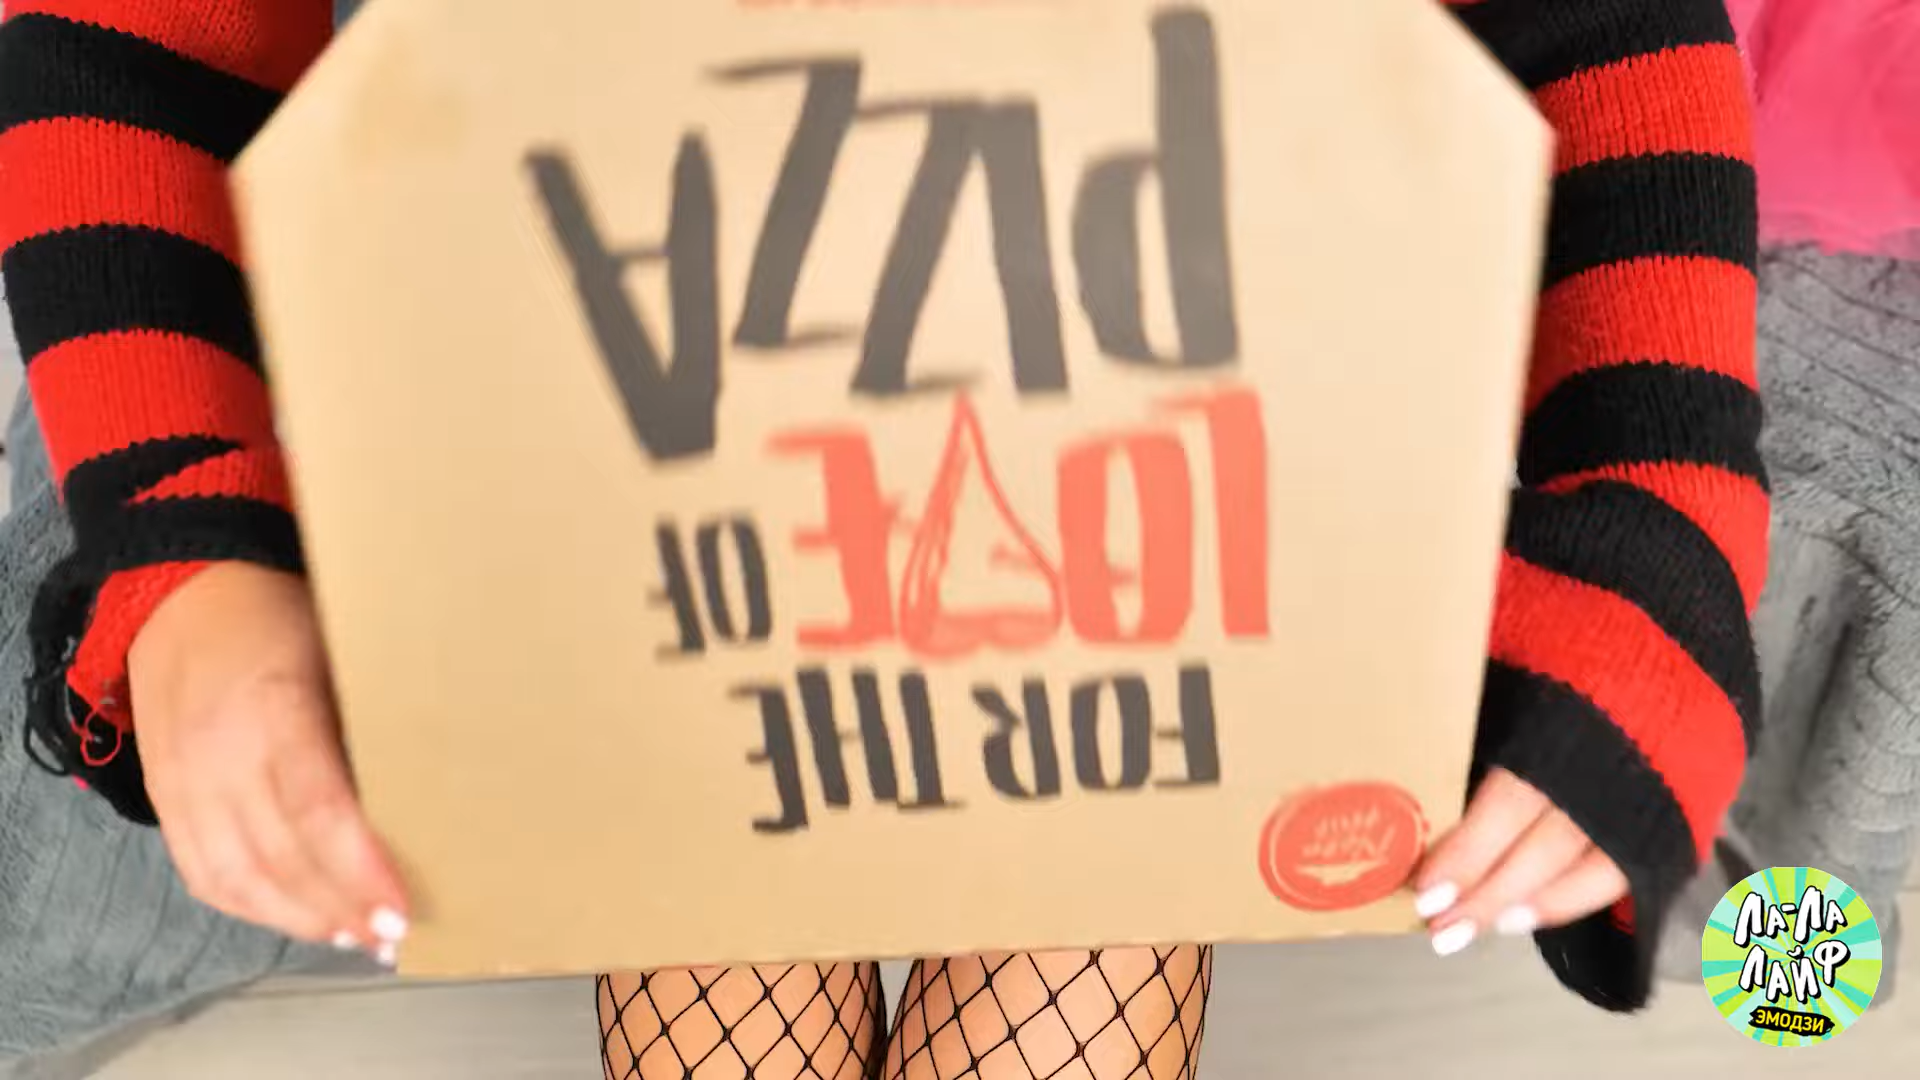 FOR THE
LOVE OF
PIZZA
ЛА-ЛА
ЛАЙФ
ЭМОДЗИ